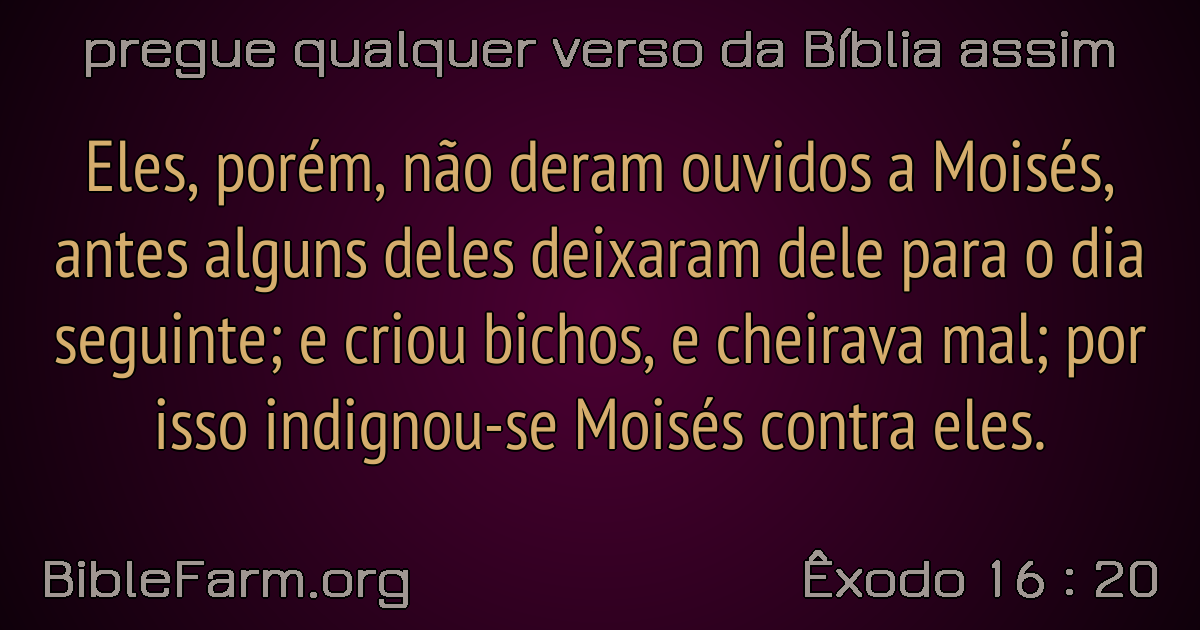 pregue qualquer verso da Bíblia assim
Eles, porém, não deram ouvidos a Moisés,
antes alguns deles deixaram dele para o dia
seguinte; e criou bichos, e cheirava mal; por
isso indignou-se Moisés contra eles.
BibleFarm.org
Êxodo 16 : 20